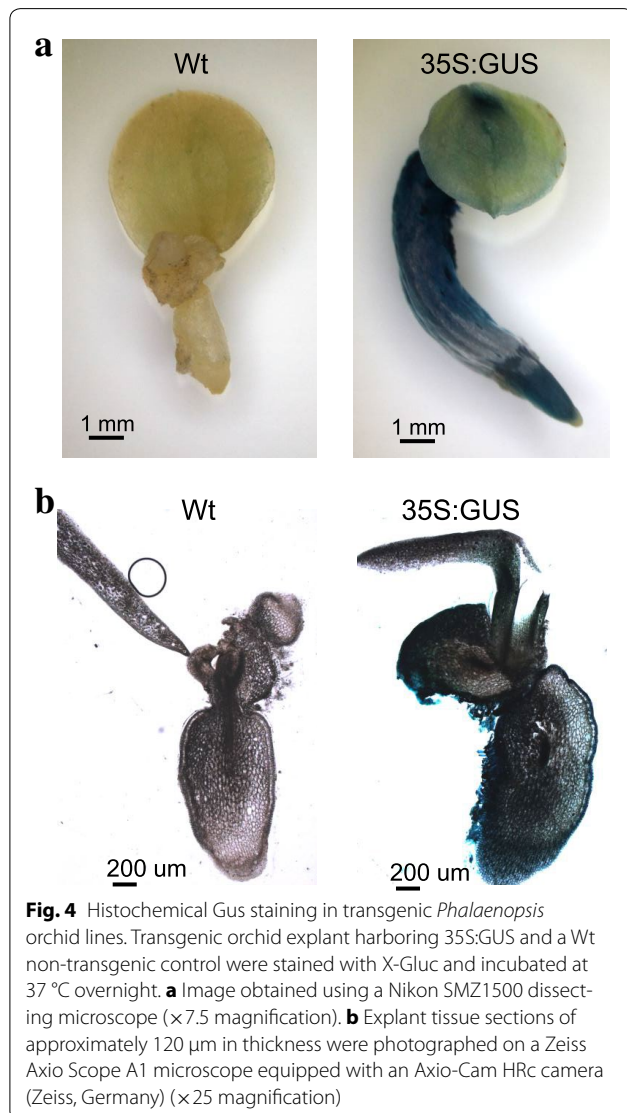 a
Wt
35S:GUS
1 mm
1 mm
b
Wt
35S:GUS
200 um
200 um
Fig. 4 Histochemical Gus staining in transgenic Phalaenopsis
orchid lines. Transgenic orchid explant harboring 35S:GUS and a Wt
non-transgenic control were stained with X-Gluc and incubated at
37 °C overnight. a Image obtained using a Nikon SMZ1500 dissect-
ing microscope (×7.5 magnification). b Explant tissue sections of
approximately 120 µm in thickness were photographed on a Zeiss
Axio Scope A1 microscope equipped with an Axio-Cam HRc camera
(Zeiss, Germany) (×25 magnification)